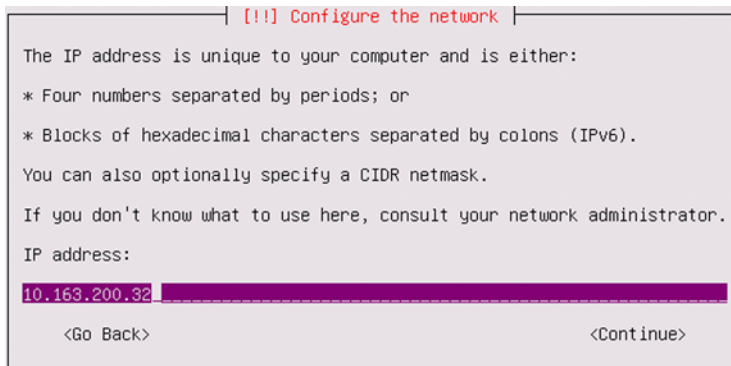 [!!] Configure the network
The IP address is unique to your computer and is either:
* Four numbers separated by periods; or
* Blocks of hexadecimal characters separated by colons (IPv6).
You can also optionally specify a CIDR netmask.
If you don't know what to use here, consult your network administrator.
IP address:
10.163.200.32
<Go Back> <Continue>